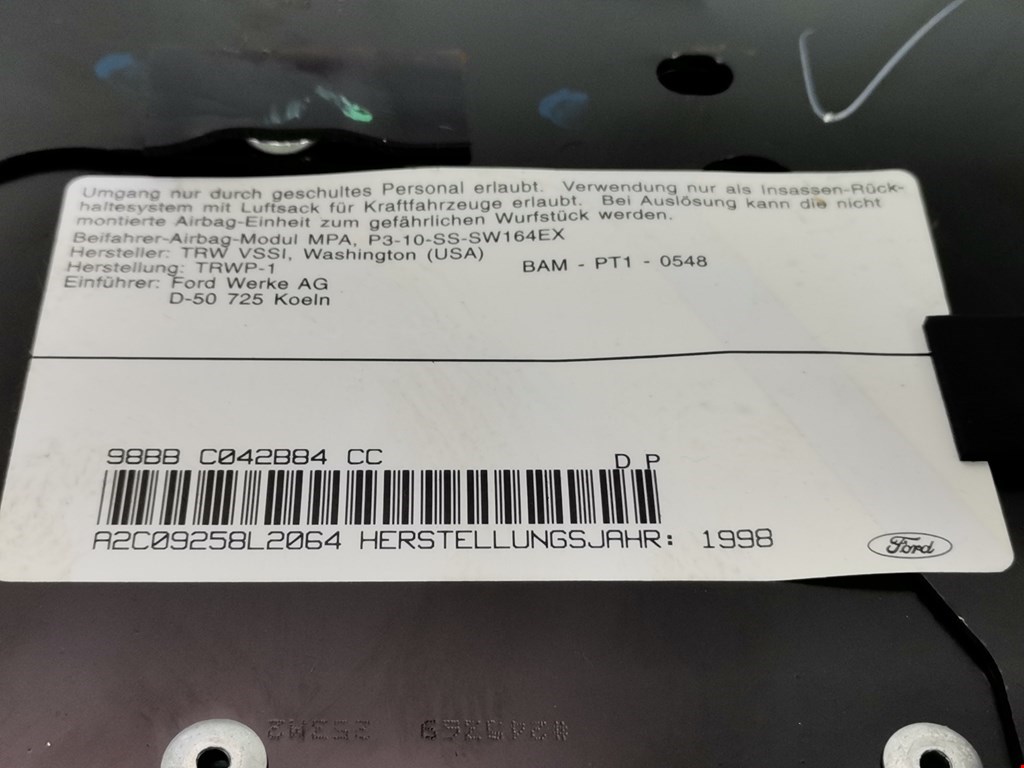 Umgang nur durch geschultes Personal erlaubt. Verwendung nur als Insassen-Rück-
haltesystem mit Luftsack für Kraftfahrzeuge erlaubt. Bei Auslösung kann die nicht
montierte Airbag-Einheit zum gefährlichen Wurfstück werden.
Beifahrer-Airbag-Modul MPA, P3-10-SS-SW164EX
Hersteller: TRW VSSI, Washington (USA)
Herstellung: TRWP-1
BAM - PT1 - 0548
Einführer: Ford Werke AG
D-50 725 Koeln
98BB C042B84 CC
D P
A2C09258L2064 HERSTELLUNGSJAHR: 1998
Ford